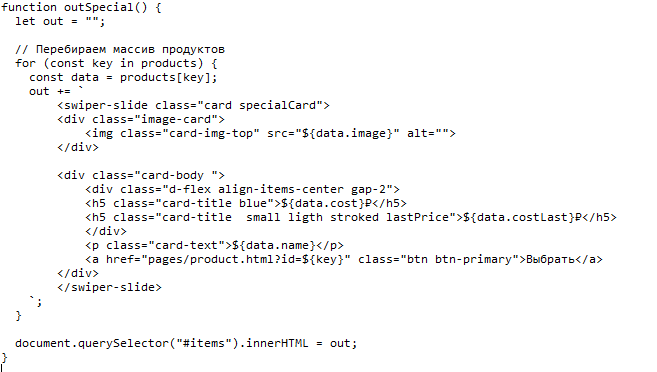 function outSpecial() {
  let out = "";

  // Перебираем массив продуктов
  for (const key in products) {
    const data = products[key];
    out += `
        <swiper-slide class="card specialCard">
        <div class="image-card">
            <img class="card-img-top" src="${data.image}" alt="">
        </div>

        <div class="card-body ">
            <div class="d-flex align-items-center gap-2">
            <h5 class="card-title blue">${data.cost}₽</h5>
            <h5 class="card-title  small ligth stroked lastPrice">${data.costLast}₽</h5>
            </div>
            <p class="card-text">${data.name}</p>
            <a href="pages/product.html?id=${key}" class="btn btn-primary">Выбрать</a>
        </div>
        </swiper-slide>
    `;
  }

  document.querySelector("#items").innerHTML = out;
}